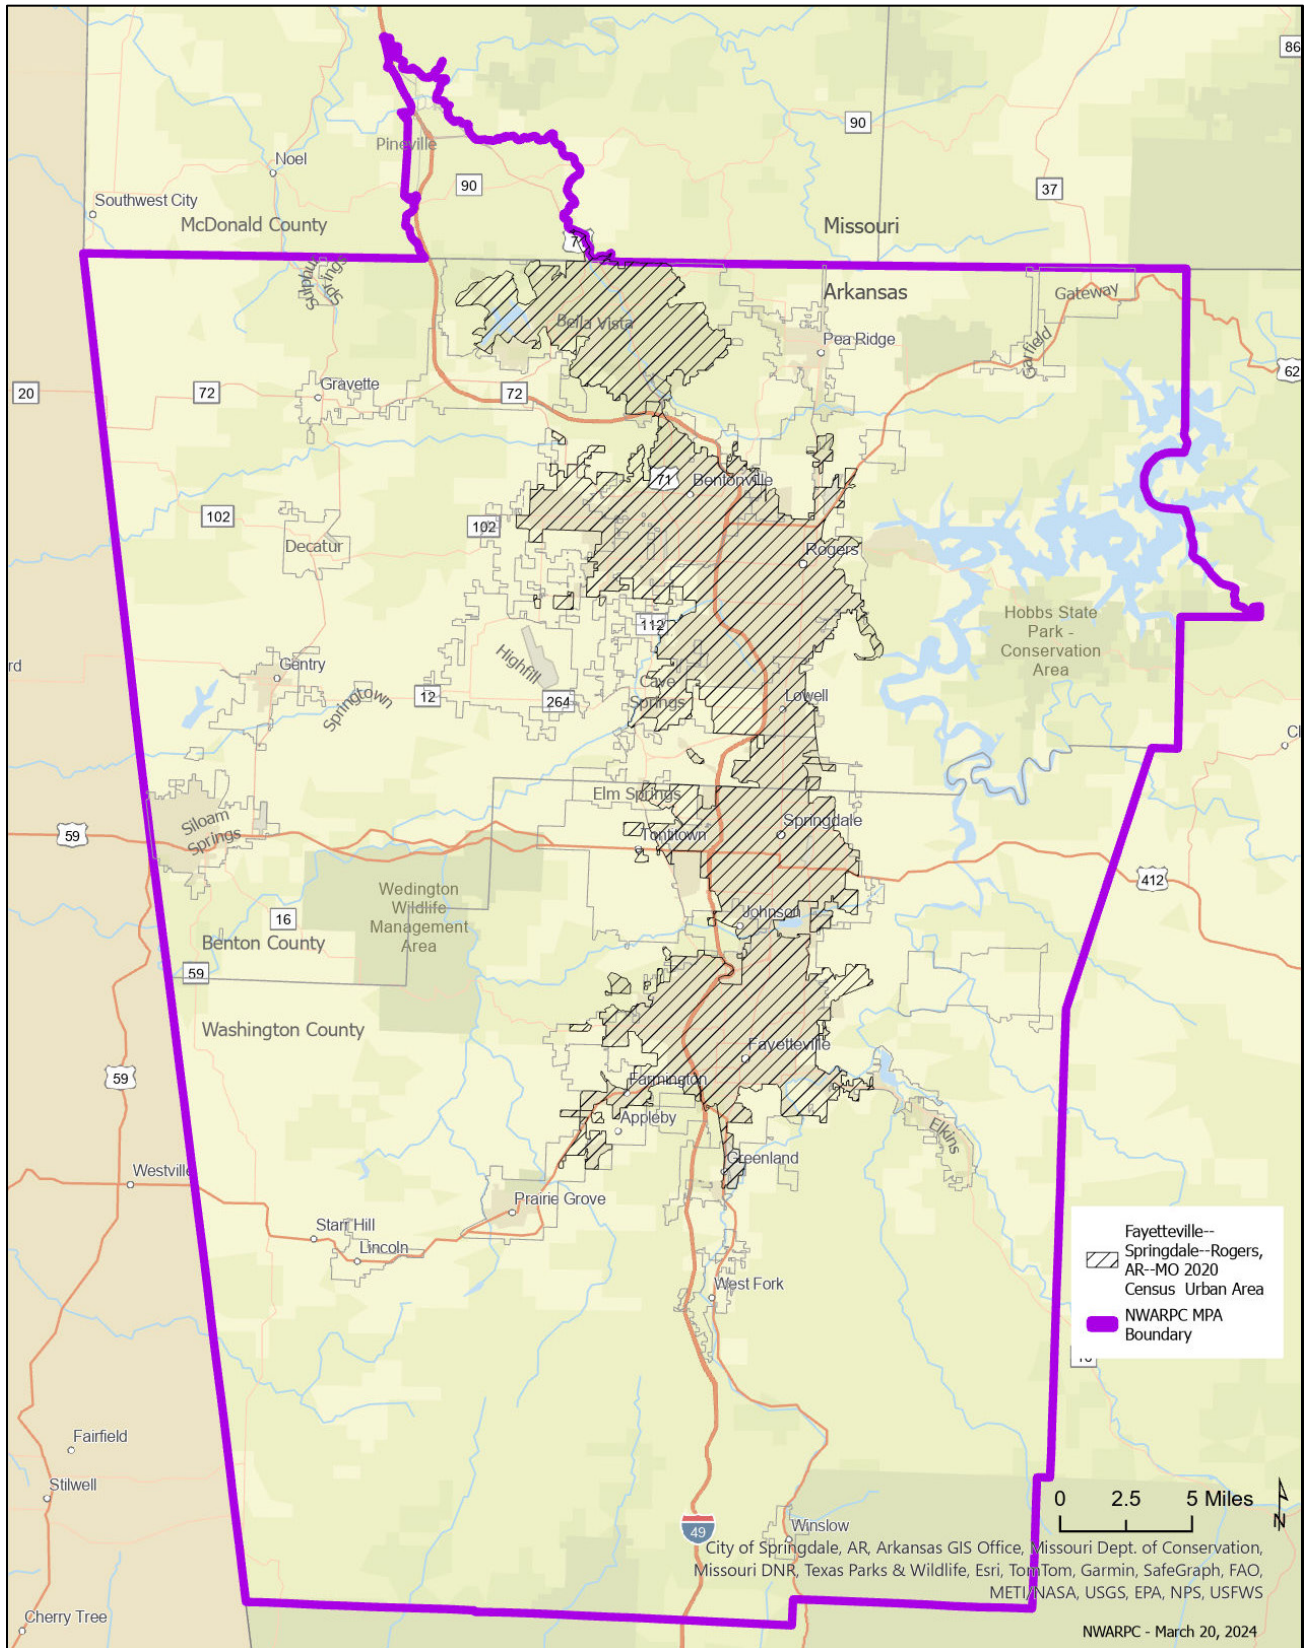 86
90
Pineville
Noel
90
37
Southwest City
McDonald County
Missouri
7
Sulphur
Springs
Arkansas
Gateway
Bella Vista
Pea Ridge
Garfield
62
20
72
Gravette
72
71
Bentonville
102
102
Decatur
Rogers
Hobbs State
Park -
Conservation
Area
112
rd
Gentry
Highfill
Cave
Springs
Springtown
12
264
Lowell
Cl
Elm Springs
Siloam
Springs
59
Tontitown
Springdale
412
Wedington
Wildlife
Management
Area
16
Johnson
Benton County
59
Washington County
Fayetteville
59
Farmington
Appleby
Elkins
Westville
Greenland
Prairie Grove
Starr Hill
Lincoln
West Fork
Fayetteville--
Springdale--Rogers,
AR--MO 2020
Census Urban Area
NWARPC MPA
Boundary
Fairfield
Stilwell
0 2.5 5 Miles
N
49
Winslow
City of Springdale, AR, Arkansas GIS Office, Missouri Dept. of Conservation,
Missouri DNR, Texas Parks & Wildlife, Esri, TomTom, Garmin, SafeGraph, FAO,
METI/NASA, USGS, EPA, NPS, USFWS
Cherry Tree
NWARPC - March 20, 2024